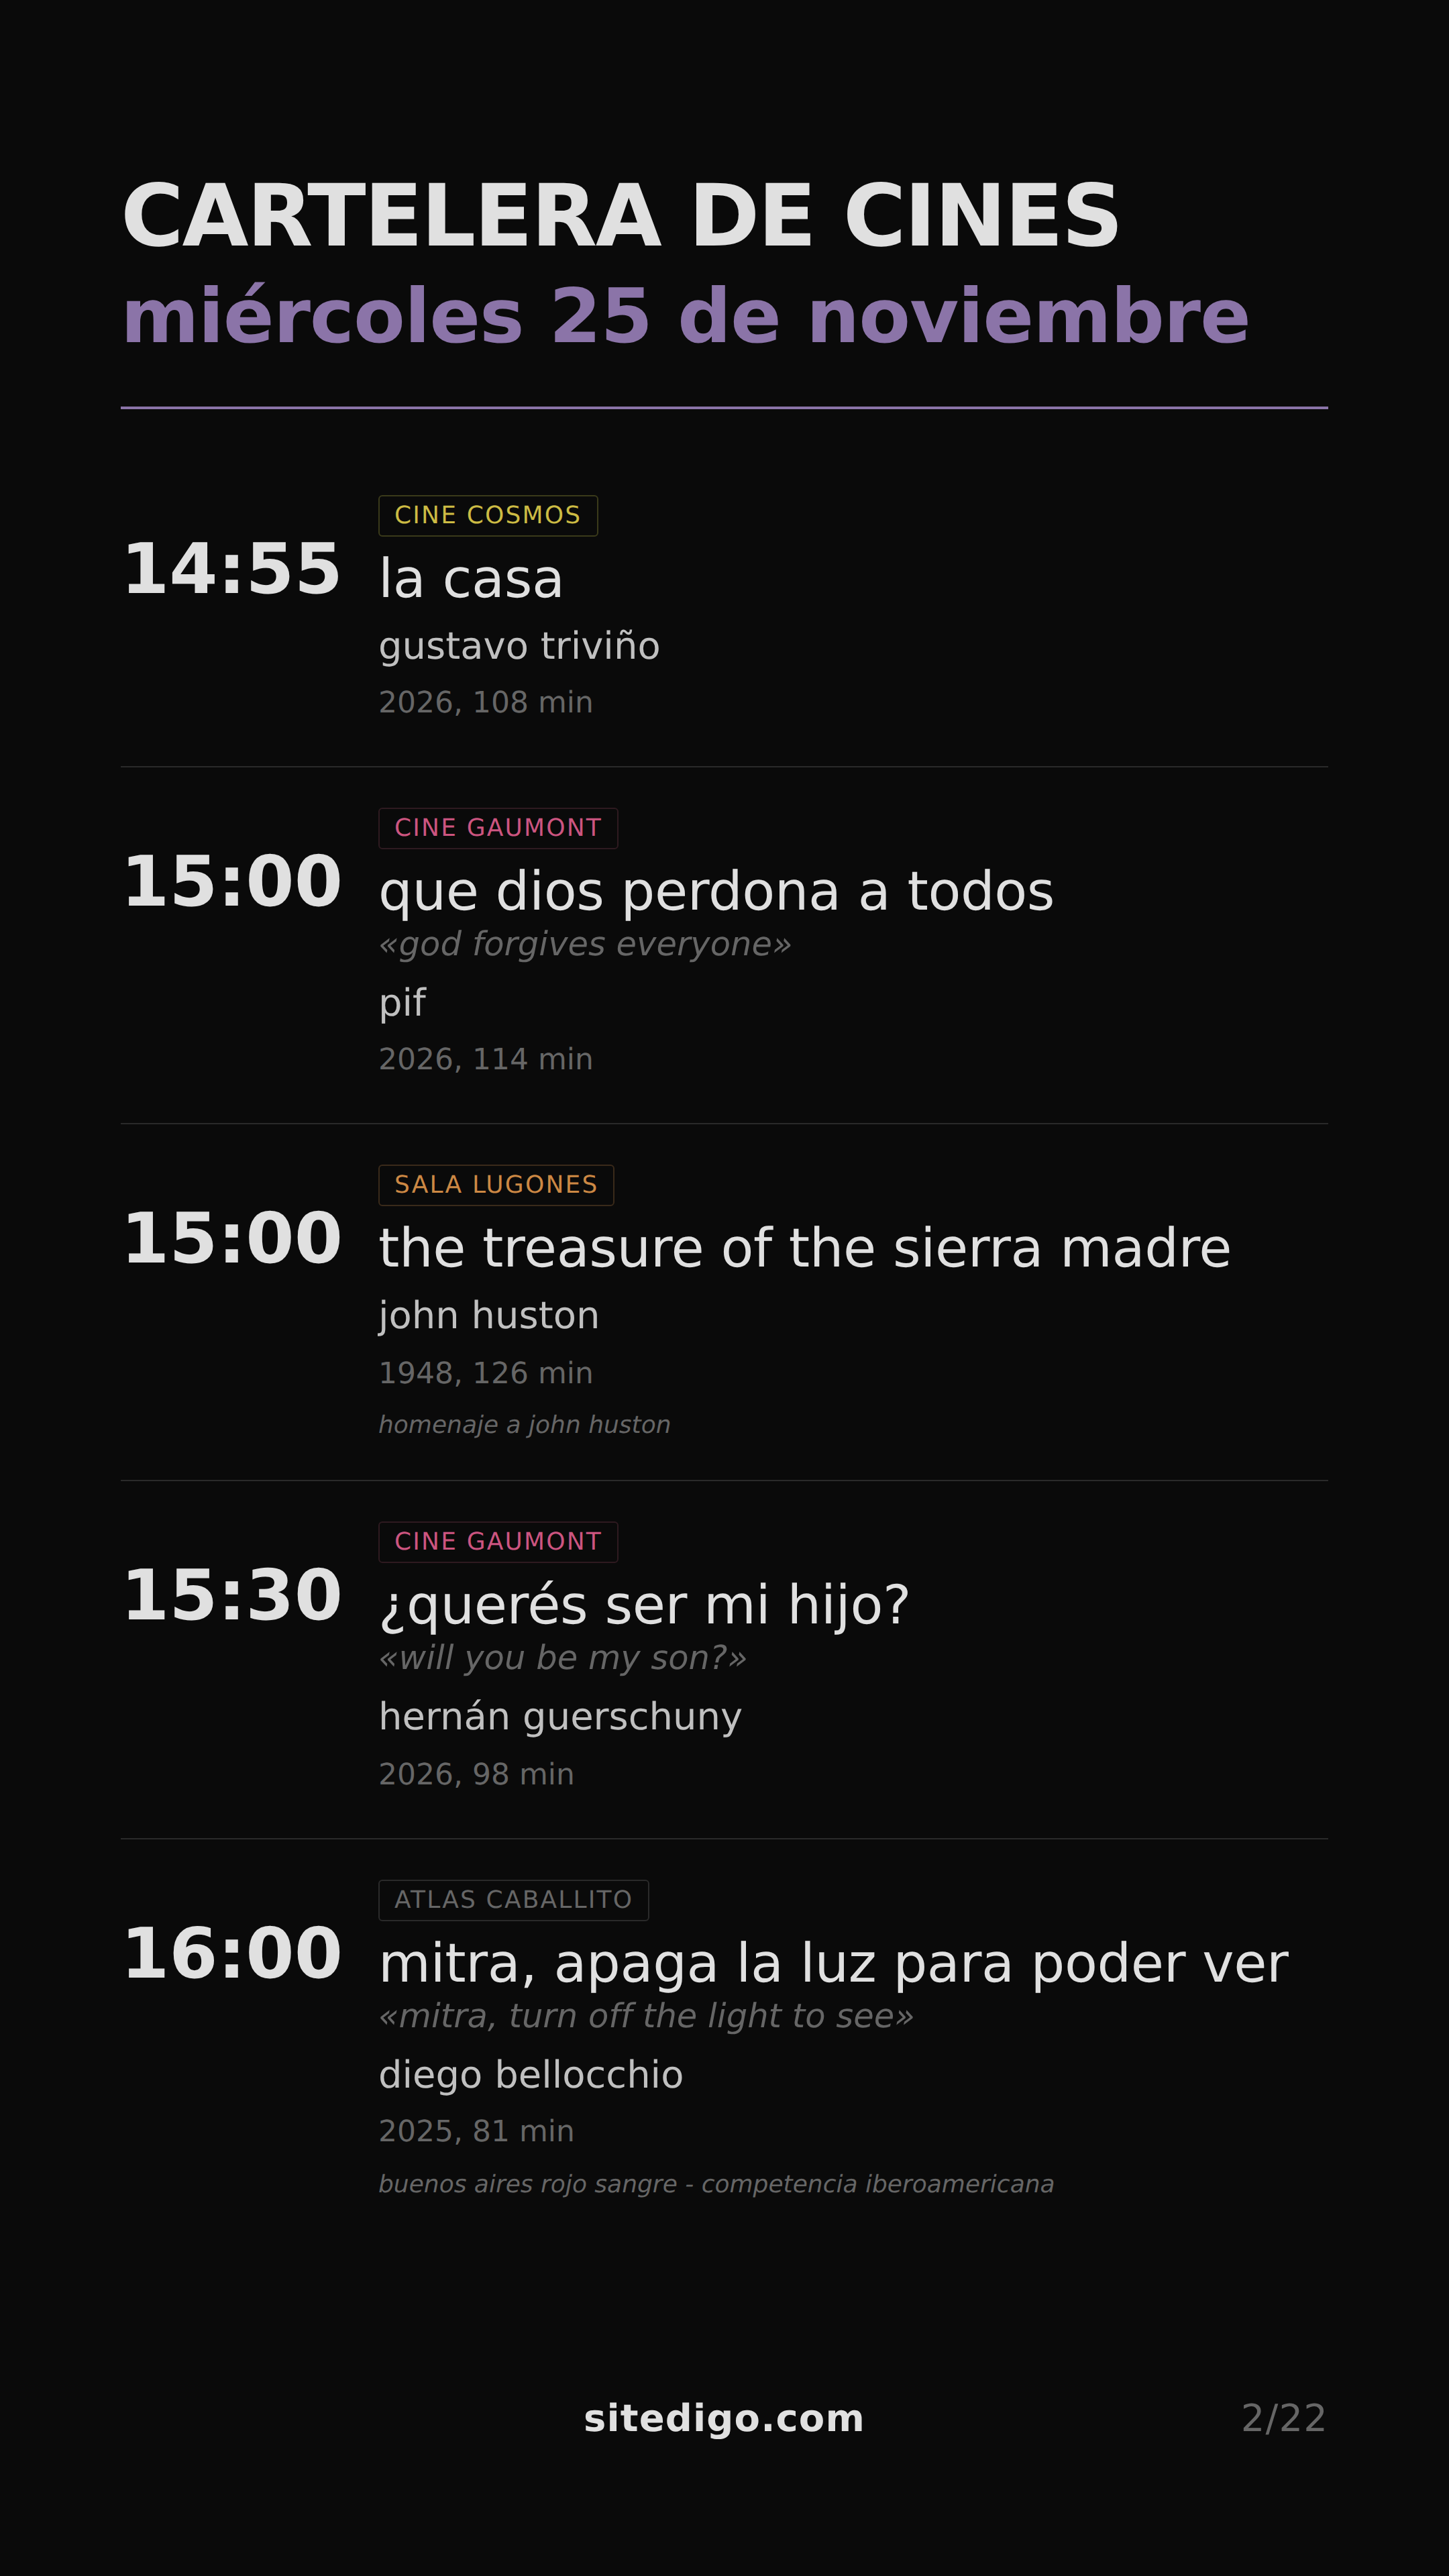 CARTELERA DE CINES
miércoles 25 de noviembre
CINE COSMOS
14:55
la casa
gustavo triviño
2026, 108 min
CINE GAUMONT
15:00
que dios perdona a todos
«god forgives everyone»
pif
2026, 114 min
SALA LUGONES
15:00
the treasure of the sierra madre
john huston
1948, 126 min
homenaje a john huston
CINE GAUMONT
15:30
¿querés ser mi hijo?
«will you be my son?»
hernán guerschuny
2026, 98 min
ATLAS CABALLITO
16:00
mitra, apaga la luz para poder ver
«mitra, turn off the light to see»
diego bellocchio
2025, 81 min
buenos aires rojo sangre - competencia iberoamericana
sitedigo.com
2/22